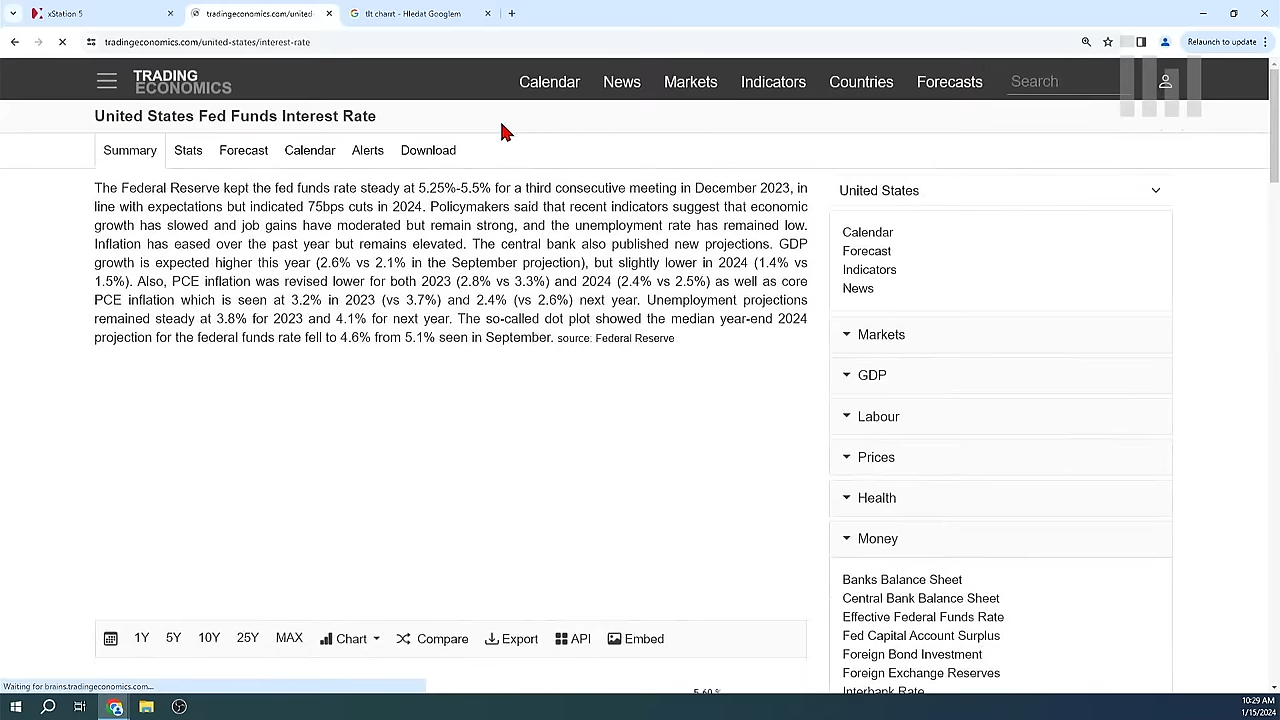 xStation 5
tradingeconomics.com/united-
tlt chart - Hledat Googlem
tradingeconomics.com/united-states/interest-rate
Relaunch to update
TRADING
ECONOMICS
Calendar News Markets Indicators Countries Forecasts Search
United States Fed Funds Interest Rate
Summary Stats Forecast Calendar Alerts Download
The Federal Reserve kept the fed funds rate steady at 5.25%-5.5% for a third consecutive meeting in December 2023, in
line with expectations but indicated 75bps cuts in 2024. Policymakers said that recent indicators suggest that economic
growth has slowed and job gains have moderated but remain strong, and the unemployment rate has remained low.
Inflation has eased over the past year but remains elevated. The central bank also published new projections. GDP
growth is expected higher this year (2.6% vs 2.1% in the September projection), but slightly lower in 2024 (1.4% vs
1.5%). Also, PCE inflation was revised lower for both 2023 (2.8% vs 3.3%) and 2024 (2.4% vs 2.5%) as well as core
PCE inflation which is seen at 3.2% in 2023 (vs 3.7%) and 2.4% (vs 2.6%) next year. Unemployment projections
remained steady at 3.8% for 2023 and 4.1% for next year. The so-called dot plot showed the median year-end 2024
projection for the federal funds rate fell to 4.6% from 5.1% seen in September. source: Federal Reserve
United States
Calendar
Forecast
Indicators
News
Markets
GDP
Labour
Prices
Health
Money
Banks Balance Sheet
Central Bank Balance Sheet
Effective Federal Funds Rate
Fed Capital Account Surplus
Foreign Bond Investment
Foreign Exchange Reserves
Interbank Rate
1Y 5Y 10Y 25Y MAX Chart Compare Export API Embed
5.60 %
Waiting for brains.tradingeconomics.com...
10:29 AM
1/15/2024